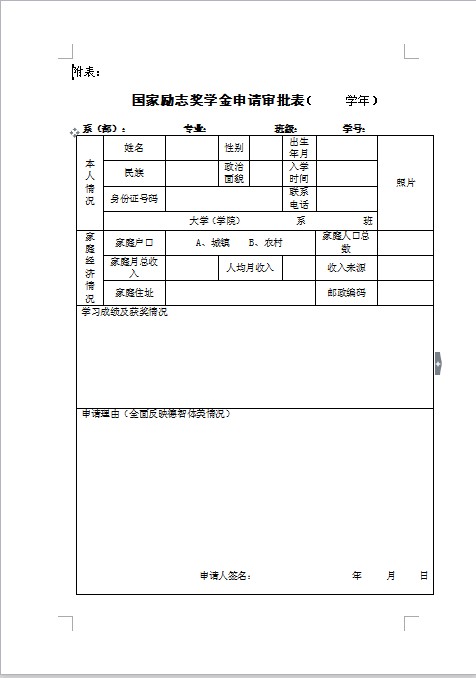 附表：
国家励志奖学金申请审批表（　　学年）
系（部）：　　专业:　　班级:　　学号:
本人情况　姓名　性别　出生年月　照片
民族　政治面貌　入学时间
身份证号码　联系电话
大学（学院）　　系　　班
家庭经济情况　家庭户口　A、城镇　B、农村　家庭人口总数
家庭月总收入　人均月收入　收入来源
家庭住址　邮政编码
学习成绩及获奖情况
申请理由（全面反映德智体美情况）
申请人签名：　　年　月　日